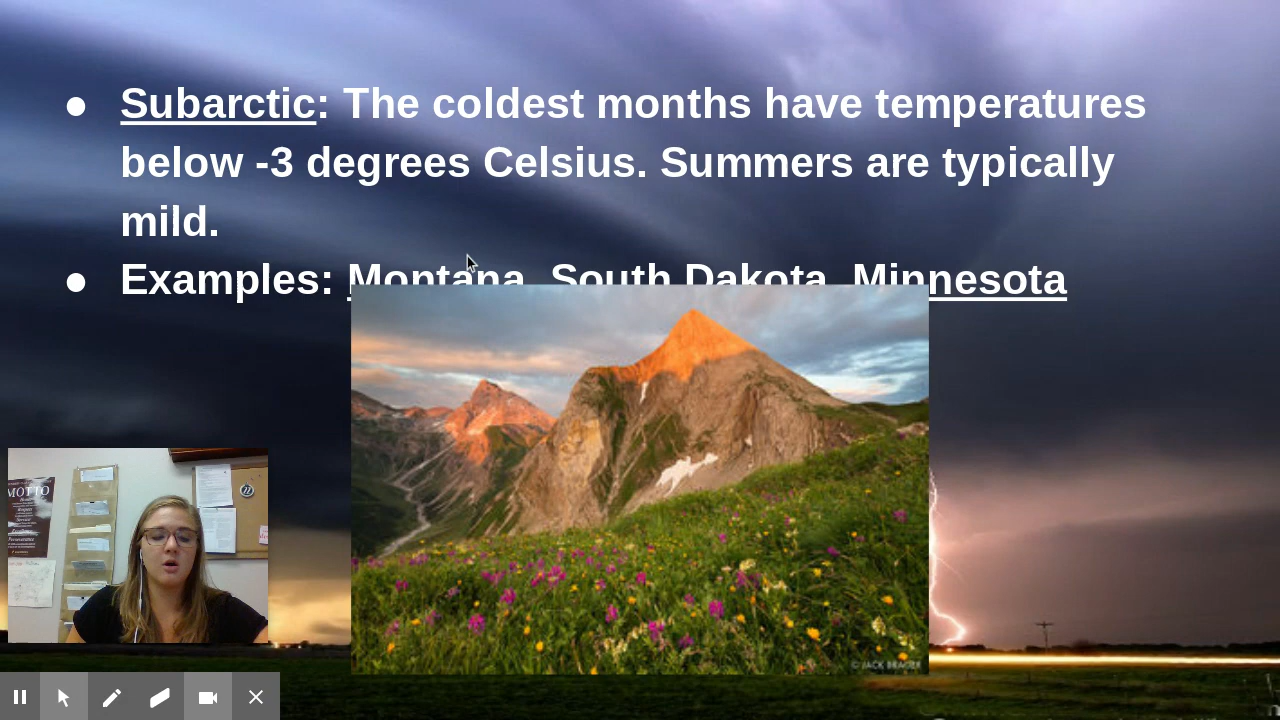 ● Subarctic: The coldest months have temperatures
below -3 degrees Celsius. Summers are typically
mild.
● Examples: Montana, South Dakota, Minnesota
MOTTO
© JACK BRAUER